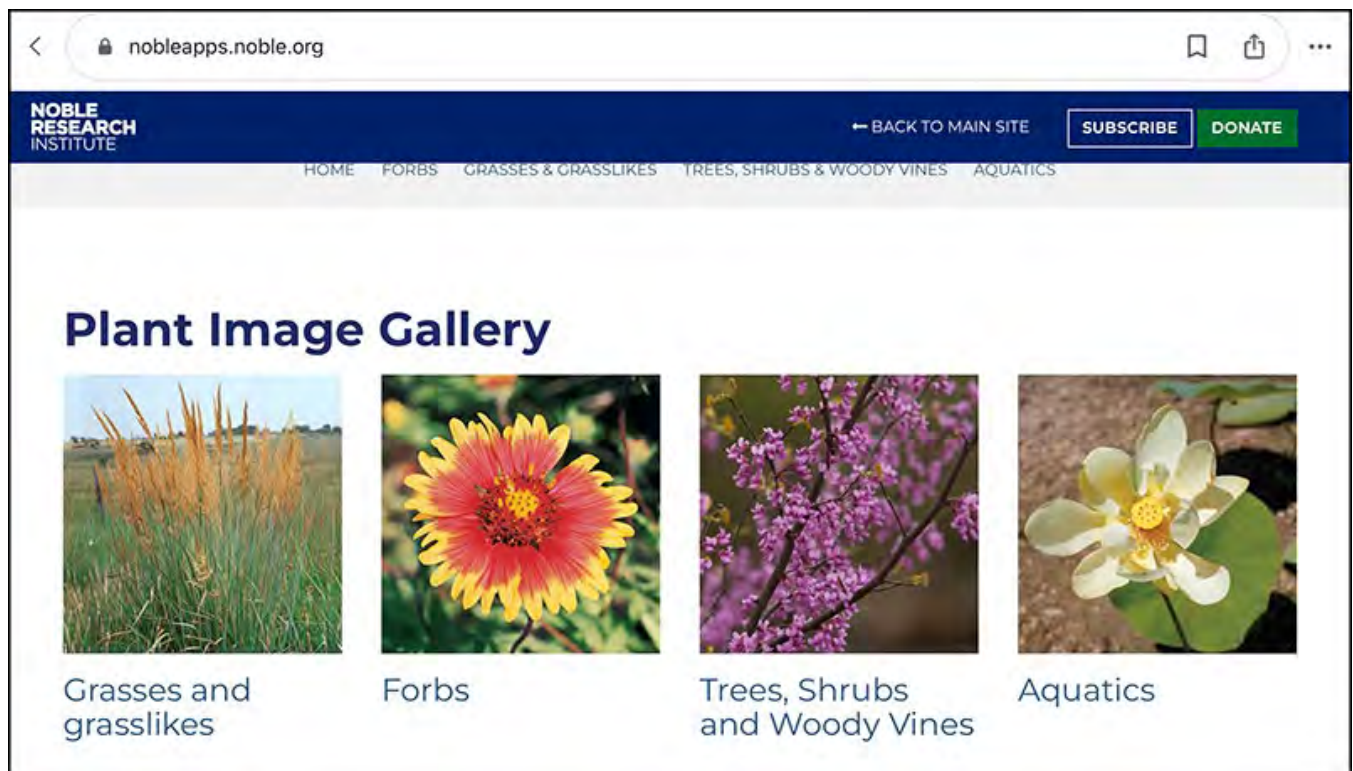 nobleapps.noble.org
NOBLE
RESEARCH
INSTITUTE
BACK TO MAIN SITE
SUBSCRIBE
DONATE
HOME FORBS GRASSES & GRASSLIKES TREES, SHRUBS & WOODY VINES AQUATICS
Plant Image Gallery
Grasses and
grasslikes
Forbs
Trees, Shrubs
and Woody Vines
Aquatics